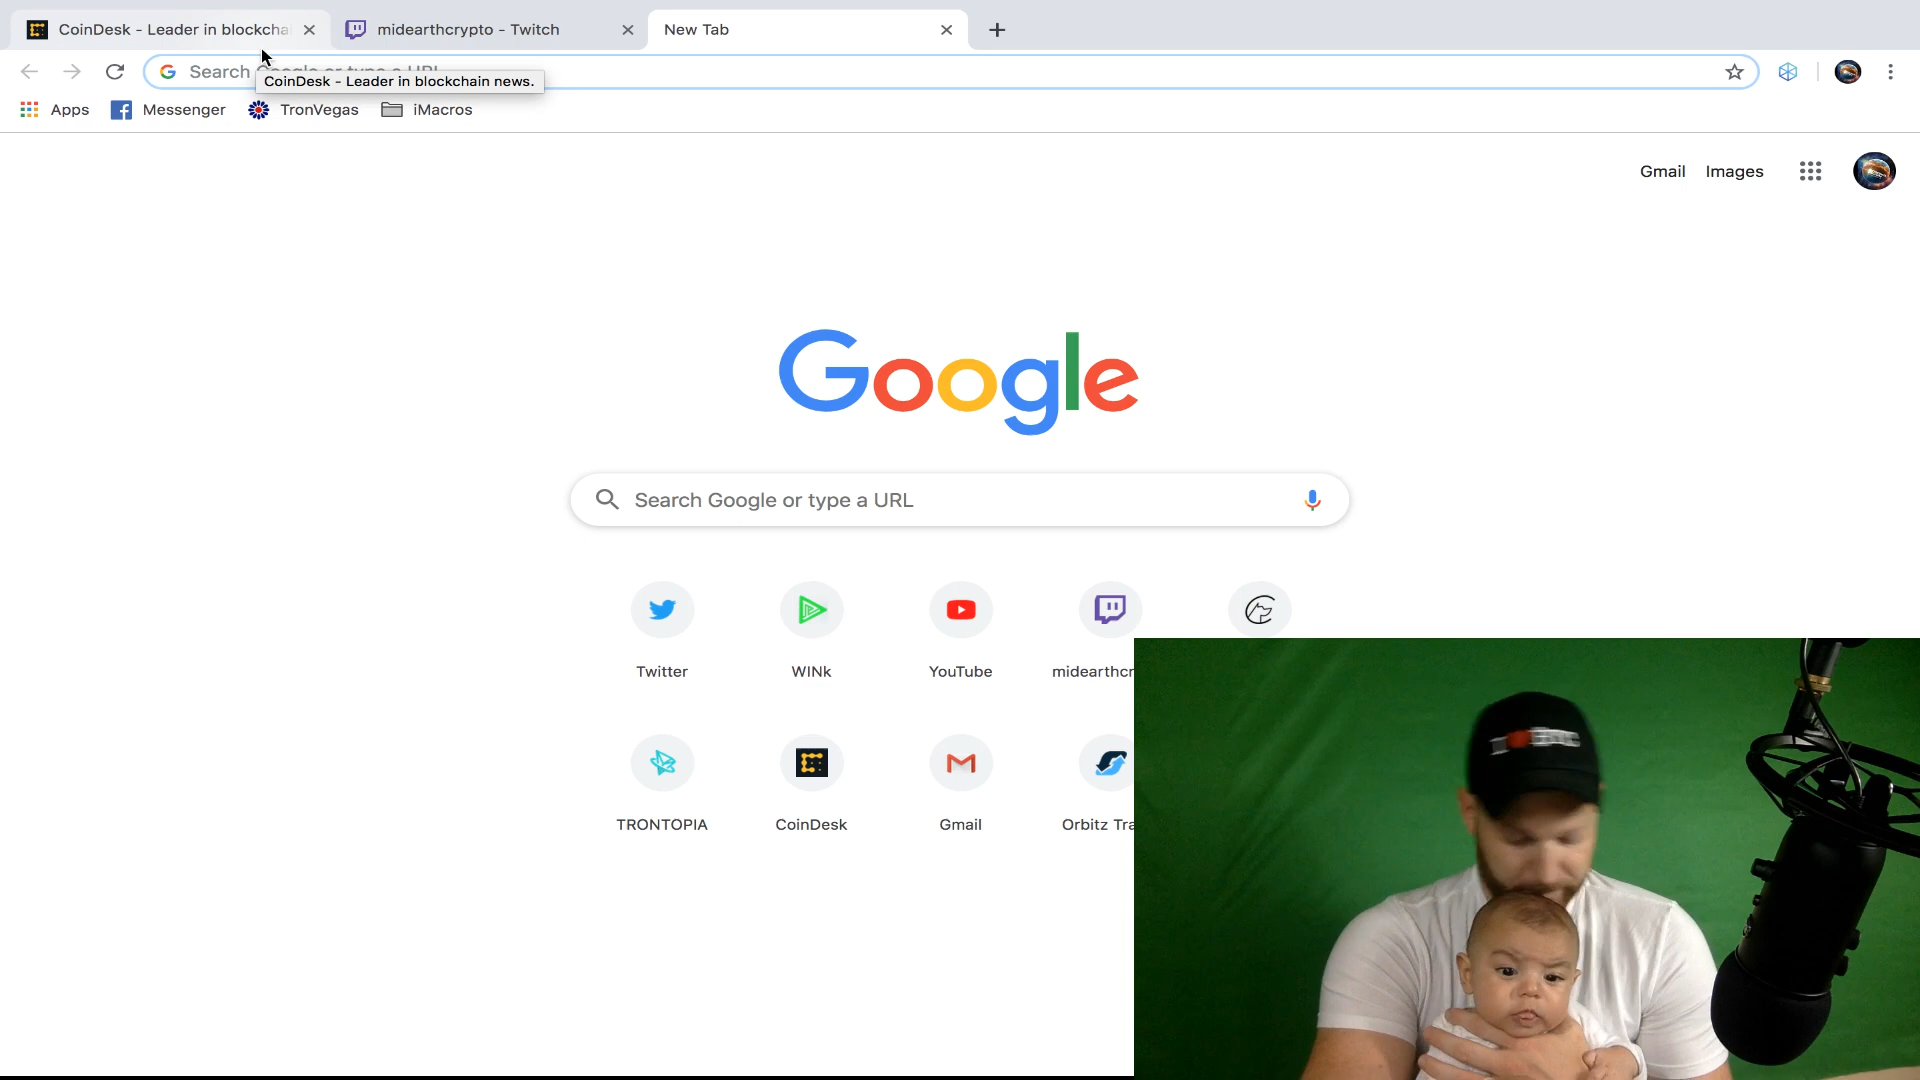 CoinDesk - Leader in blockchai
midearthcrypto - Twitch
New Tab
Search
CoinDesk - Leader in blockchain news.
Apps
Messenger
TronVegas
iMacros
Gmail
Images
Google
Search Google or type a URL
Twitter
WINk
YouTube
midearthcr
TRONTOPIA
CoinDesk
Gmail
Orbitz Tra